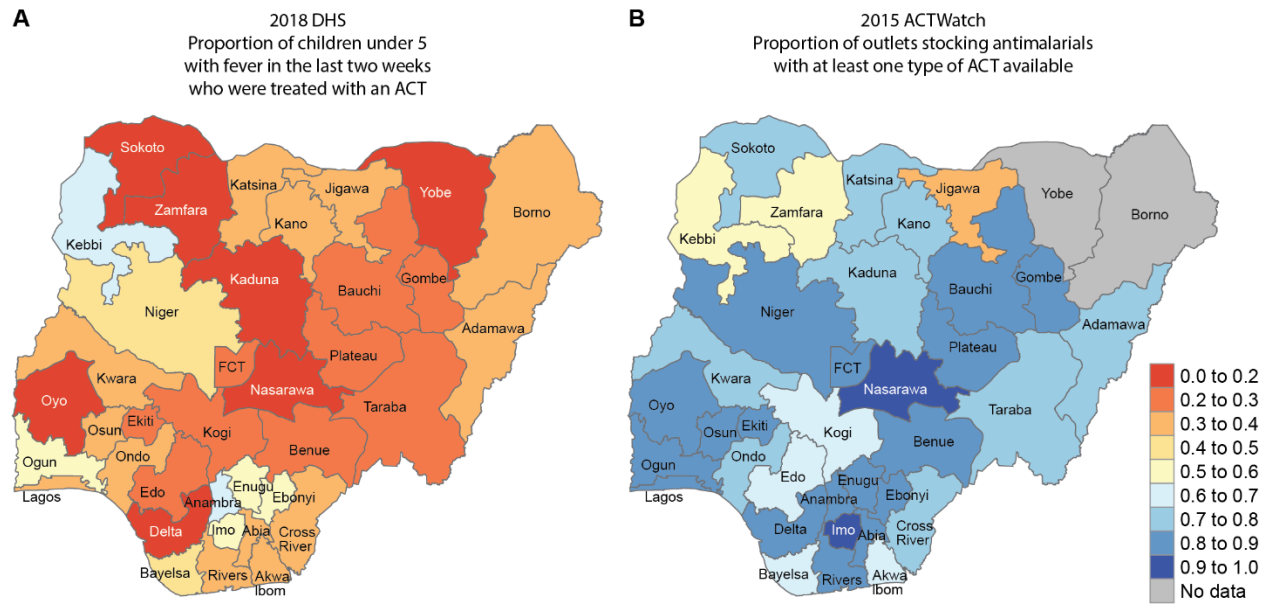 A
2018 DHS
Proportion of children under 5
with fever in the last two weeks
who were treated with an ACT
Sokoto
Katsina
Jigawa
Yobe
Borno
Zamfara
Kano
Kebbi
Kaduna
Gombe
Bauchi
Niger
Adamawa
Plateau
FCT
Kwara
Nasarawa
Oyo
Taraba
Ekiti
Osun
Kogi
Benue
Ondo
Ogun
Enugu
Edo
Anambra
Ebonyi
Lagos
Delta
Imo
Abia
Cross
River
Bayelsa
Rivers
Akwa
Ibom
B
2015 ACTWatch
Proportion of outlets stocking antimalarials
with at least one type of ACT available
Sokoto
Katsina
Jigawa
Yobe
Borno
Zamfara
Kano
Kebbi
Kaduna
Gombe
Bauchi
Niger
Adamawa
Plateau
FCT
Kwara
Nasarawa
Oyo
Taraba
Ekiti
Osun
Kogi
Benue
Ondo
Ogun
Edo
Enugu
Anambra
Ebonyi
Lagos
Delta
Imo
Abia
Cross
River
Bayelsa
Rivers
Akwa
Ibom
0.0 to 0.2
0.2 to 0.3
0.3 to 0.4
0.4 to 0.5
0.5 to 0.6
0.6 to 0.7
0.7 to 0.8
0.8 to 0.9
0.9 to 1.0
No data